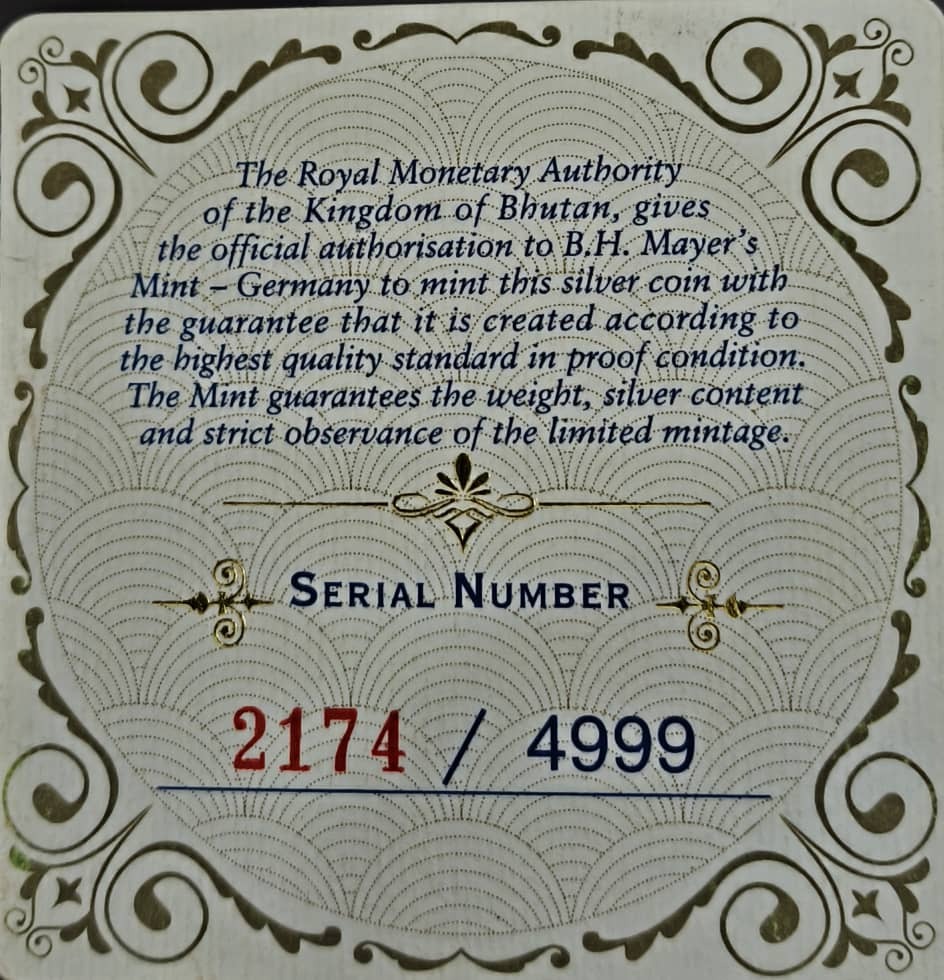 The Royal Monetary Authority
of the Kingdom of Bhutan, gives
the official authorisation to B.H. Mayer's
Mint – Germany to mint this silver coin with
the guarantee that it is created according to
the highest quality standard in proof condition.
The Mint guarantees the weight, silver content
and strict observance of the limited mintage.
SERIAL NUMBER
2174 / 4999